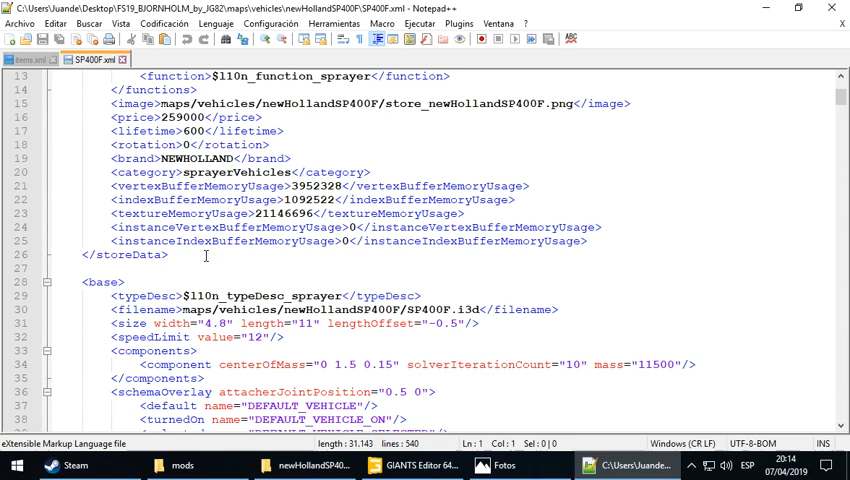 C:\Users\Juande\Desktop\FS19_BJORNHOLM_by_JG82\maps\vehicles\newHollandSP400F\SP400F.xml - Notepad++
Archivo Editar Buscar Vista Codificación Lenguaje Configuración Herramientas Macro Ejecutar Plugins Ventana ? X
items.xml SP400F.xml
13 <function>$l10n_function_sprayer</function>
14 </functions>
15 <image>maps/vehicles/newHollandSP400F/store_newHollandSP400F.png</image>
16 <price>259000</price>
17 <lifetime>600</lifetime>
18 <rotation>0</rotation>
19 <brand>NEWHOLLAND</brand>
20 <category>sprayerVehicles</category>
21 <vertexBufferMemoryUsage>3952328</vertexBufferMemoryUsage>
22 <indexBufferMemoryUsage>1092522</indexBufferMemoryUsage>
23 <textureMemoryUsage>21146696</textureMemoryUsage>
24 <instanceVertexBufferMemoryUsage>0</instanceVertexBufferMemoryUsage>
25 <instanceIndexBufferMemoryUsage>0</instanceIndexBufferMemoryUsage>
26 </storeData>
27
28 <base>
29 <typeDesc>$l10n_typeDesc_sprayer</typeDesc>
30 <filename>maps/vehicles/newHollandSP400F/SP400F.i3d</filename>
31 <size width="4.8" length="11" lengthOffset="-0.5"/>
32 <speedLimit value="12"/>
33 <components>
34 <component centerOfMass="0 1.5 0.15" solverIterationCount="10" mass="11500"/>
35 </components>
36 <schemaOverlay attacherJointPosition="0.5 0">
37 <default name="DEFAULT_VEHICLE"/>
38 <turnedOn name="DEFAULT_VEHICLE_ON"/>
eXtensible Markup Language file length : 31.143 lines : 540 Ln : 1 Col : 1 Sel : 0 | 0 Windows (CR LF) UTF-8-BOM INS
Steam mods newHollandSP40... GIANTS Editor 64... Fotos C:\Users\Juande... ESP 20:14
07/04/2019